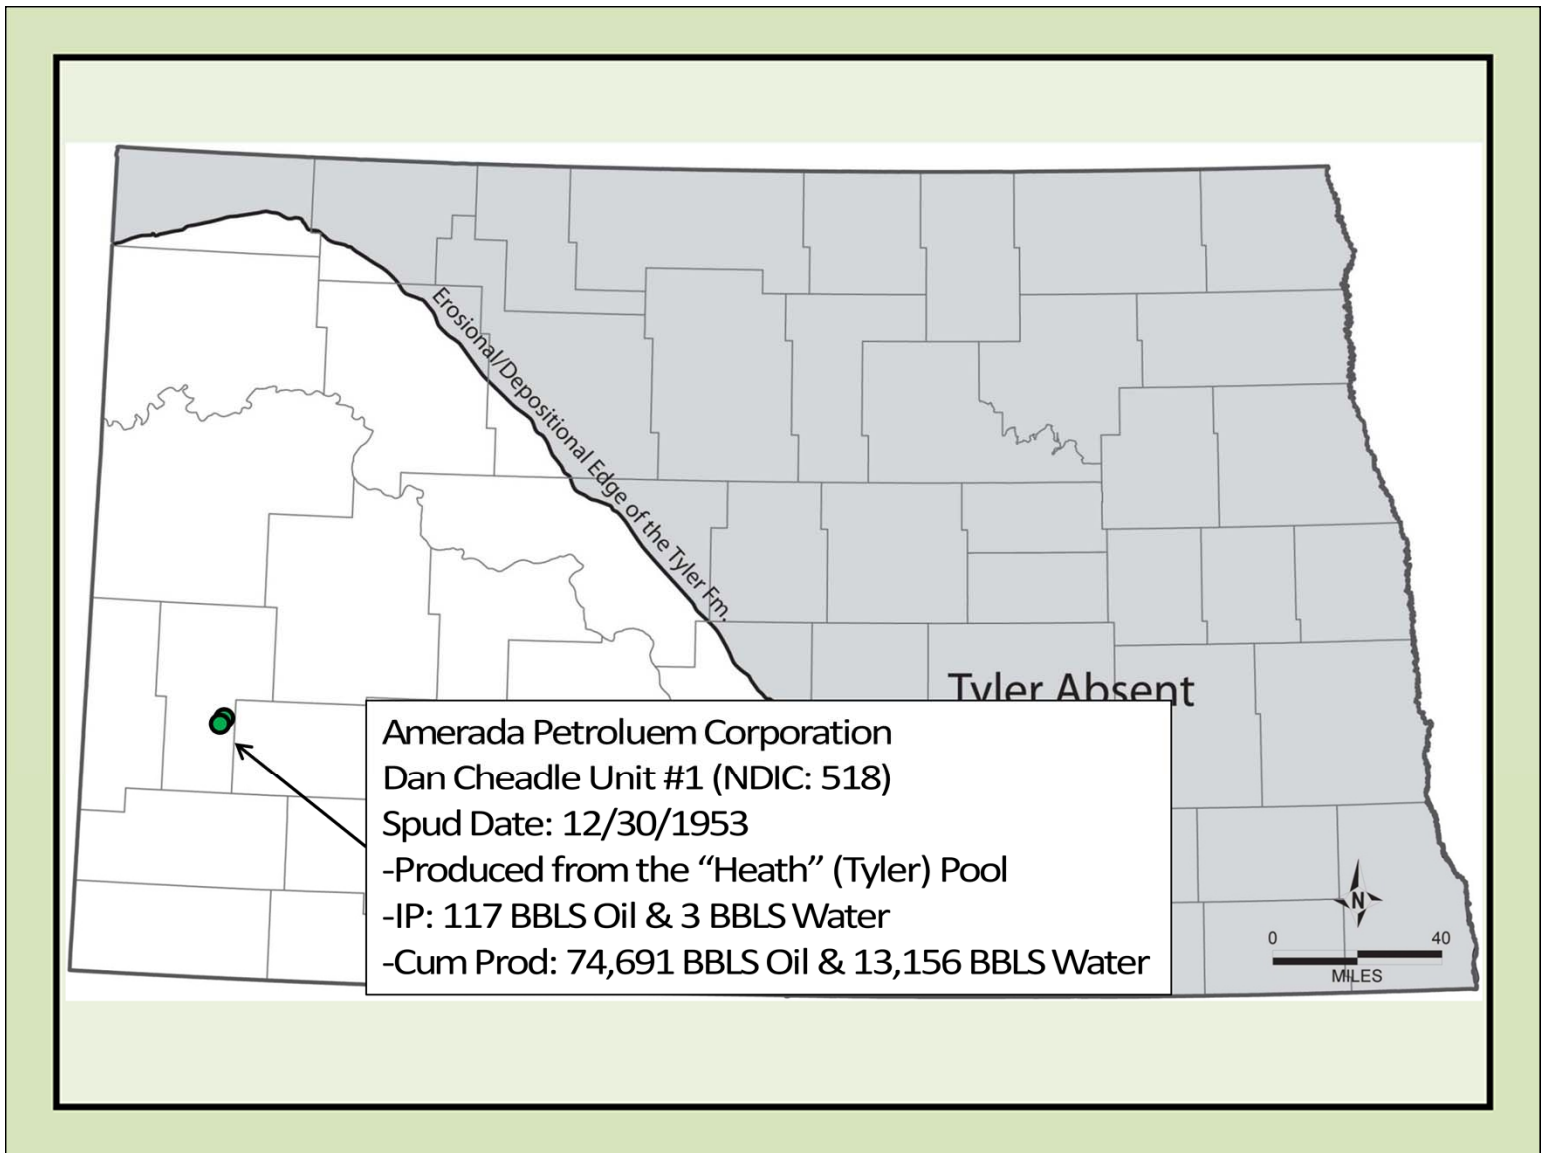 Erosional/Depositional Edge of the Tyler Fm.
Tyler Absent
Amerada Petroluem Corporation
Dan Cheadle Unit #1 (NDIC: 518)
Spud Date: 12/30/1953
-Produced from the “Heath” (Tyler) Pool
-IP: 117 BBLS Oil & 3 BBLS Water
-Cum Prod: 74,691 BBLS Oil & 13,156 BBLS Water
N
0 40
MILES